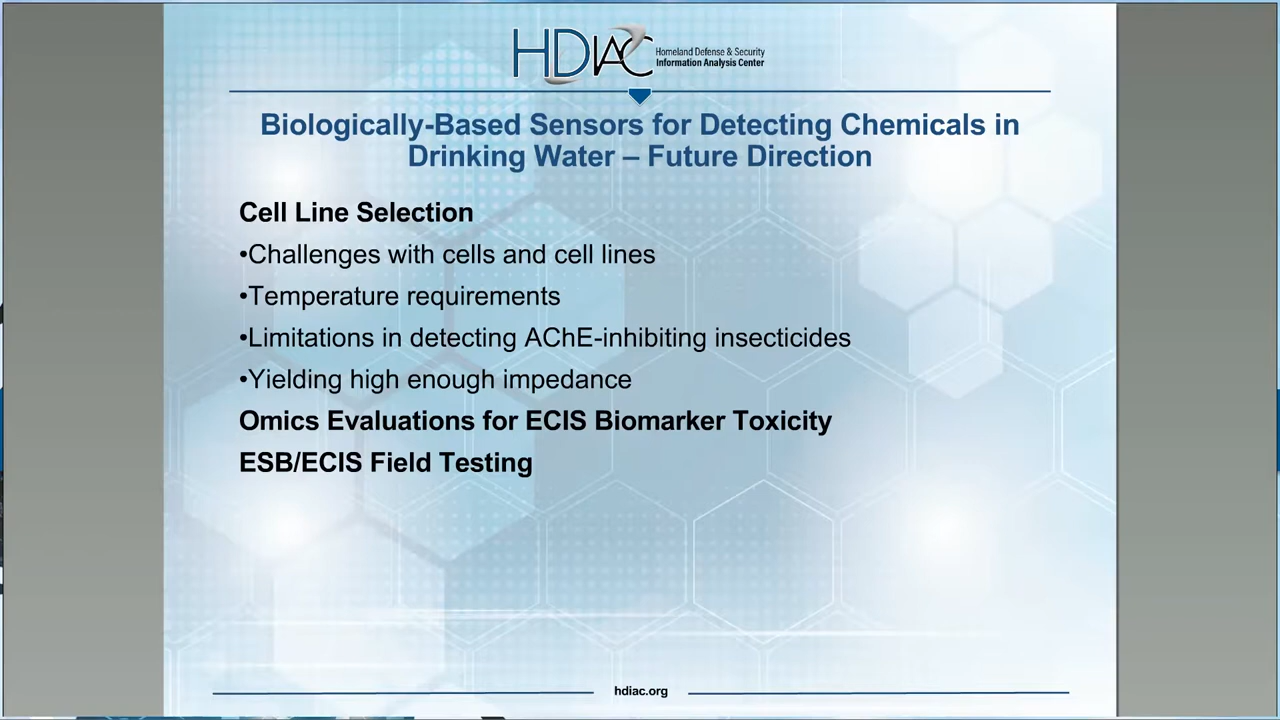 HDIAC
Homeland Defense & Security
Information Analysis Center
Biologically-Based Sensors for Detecting Chemicals in
Drinking Water – Future Direction
Cell Line Selection
•Challenges with cells and cell lines
•Temperature requirements
•Limitations in detecting AChE-inhibiting insecticides
•Yielding high enough impedance
Omics Evaluations for ECIS Biomarker Toxicity
ESB/ECIS Field Testing
hdiac.org